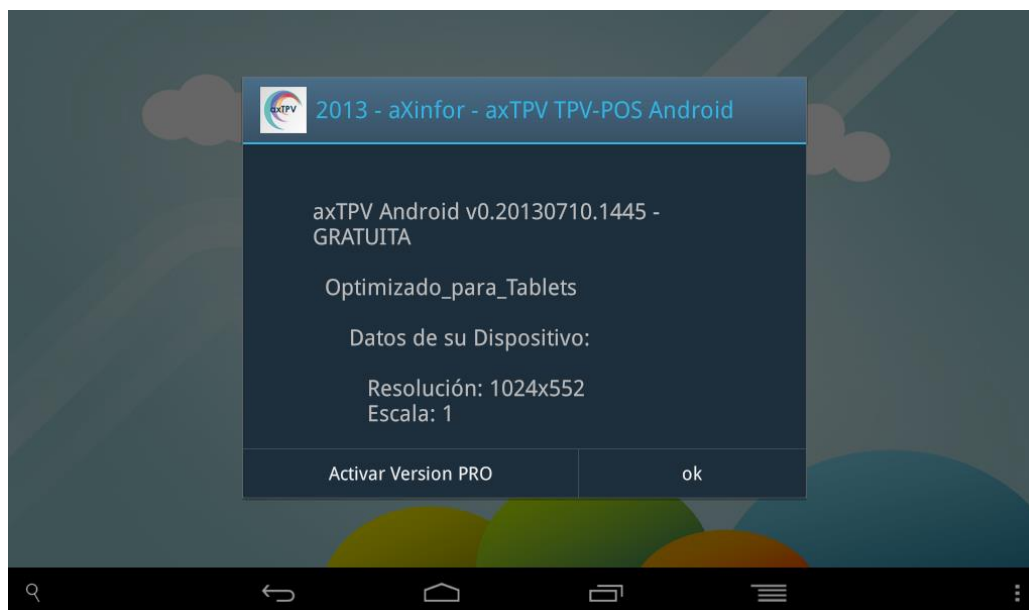 axTPV
2013 - aXinfor - axTPV TPV-POS Android
axTPV Android v0.20130710.1445 -
GRATUITA
Optimizado_para_Tablets
Datos de su Dispositivo:
Resolución: 1024x552
Escala: 1
Activar Version PRO
ok